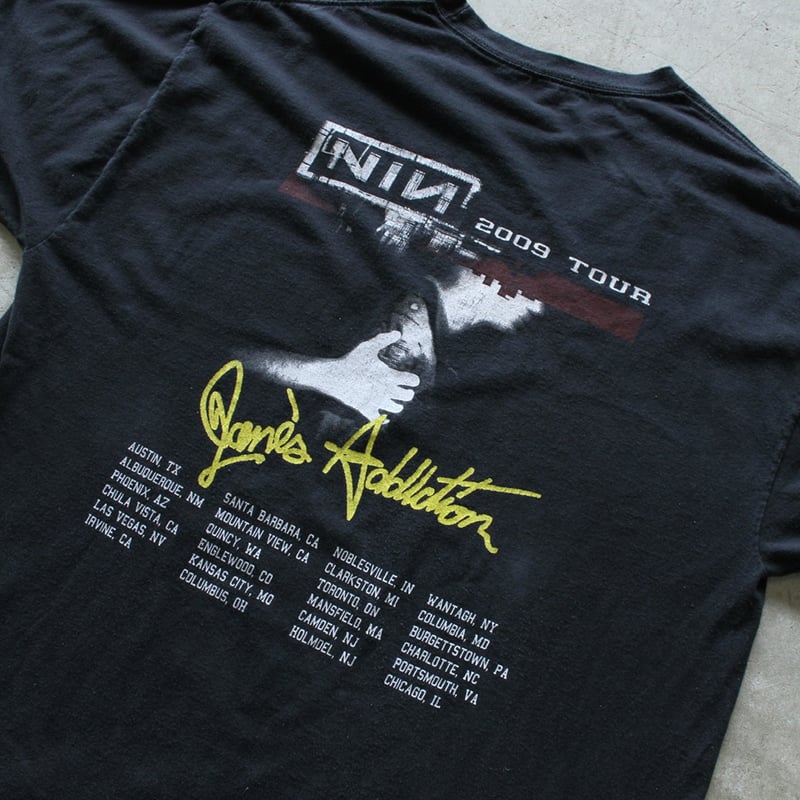 NIN
2009 TOUR
Jane's Addiction
AUSTIN, TX
ALBUQUERQUE, NM
PHOENIX, AZ
CHULA VISTA, CA
LAS VEGAS, NV
IRVINE, CA
SANTA BARBARA, CA
MOUNTAIN VIEW, CA
QUINCY, WA
ENGLEWOOD, CO
KANSAS CITY, MO
COLUMBUS, OH
NOBLESVILLE, IN
CLARKSTON, MI
TORONTO, ON
MANSFIELD, MA
CAMDEN, NJ
HOLMDEL, NJ
WANTAGH, NY
COLUMBIA, MD
BURGETTSTOWN, PA
CHARLOTTE, NC
PORTSMOUTH, VA
CHICAGO, IL